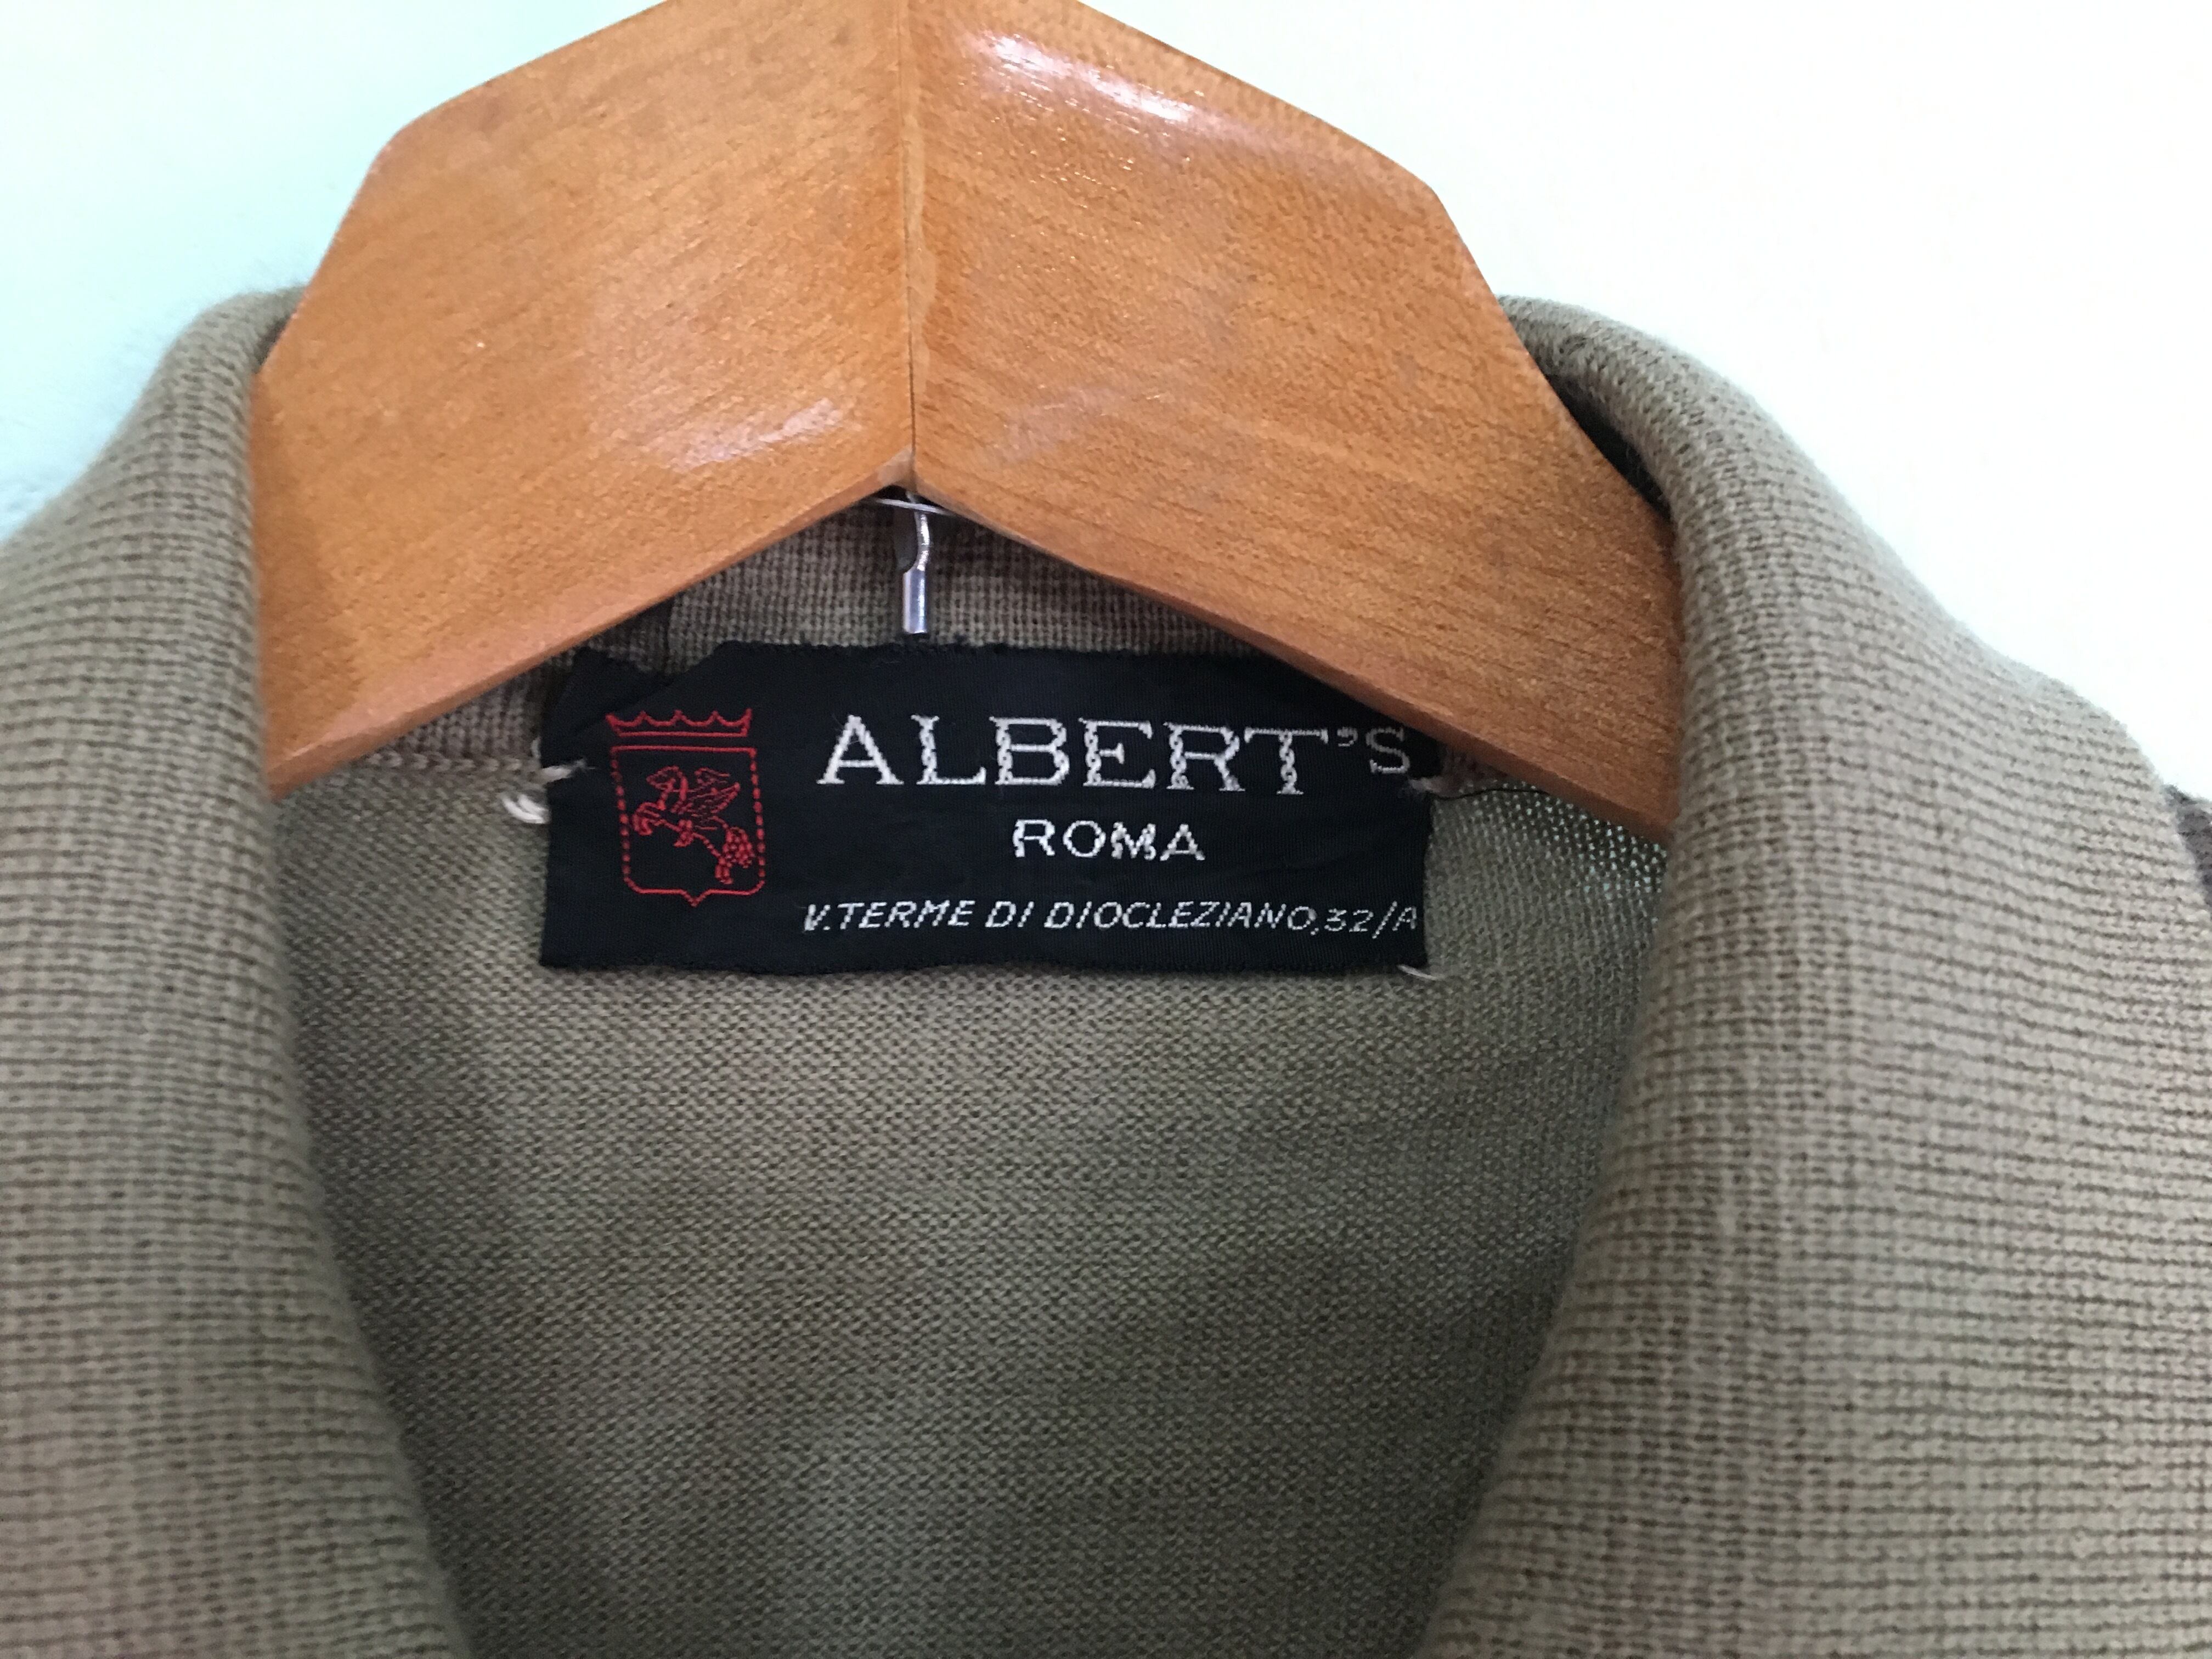 ALBERT'S
ROMA
V.TERME DI DIOCLEZIANO,32/A